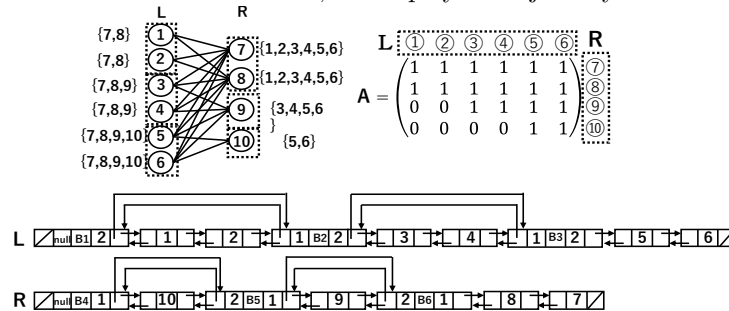 L R
{7,8} 1
{7,8} 2
{7,8,9} 3
{7,8,9} 4
{7,8,9,10} 5
{7,8,9,10} 6
7 {1,2,3,4,5,6}
8 {1,2,3,4,5,6}
9 {3,4,5,6
}
10 {5,6}
L ① ② ③ ④ ⑤ ⑥ R
A =
1 1 1 1 1 1 ⑦
1 1 1 1 1 1 ⑧
0 0 1 1 1 1 ⑨
0 0 0 0 1 1 ⑩
L null B1 2 1 2 1 B2 2 3 4 1 B3 2 5 6
R null B4 1 10 2 B5 1 9 2 B6 1 8 7